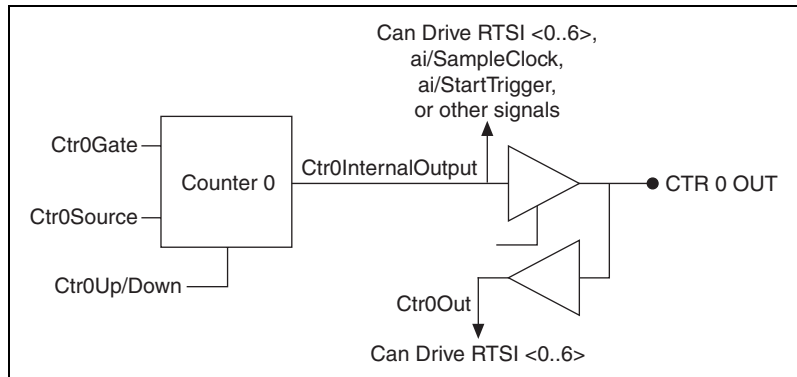 Can Drive RTSI <0..6>,
ai/SampleClock,
ai/StartTrigger,
or other signals
Ctr0Gate
Counter 0
Ctr0InternalOutput
CTR 0 OUT
Ctr0Source
Ctr0Up/Down
Ctr0Out
Can Drive RTSI <0..6>